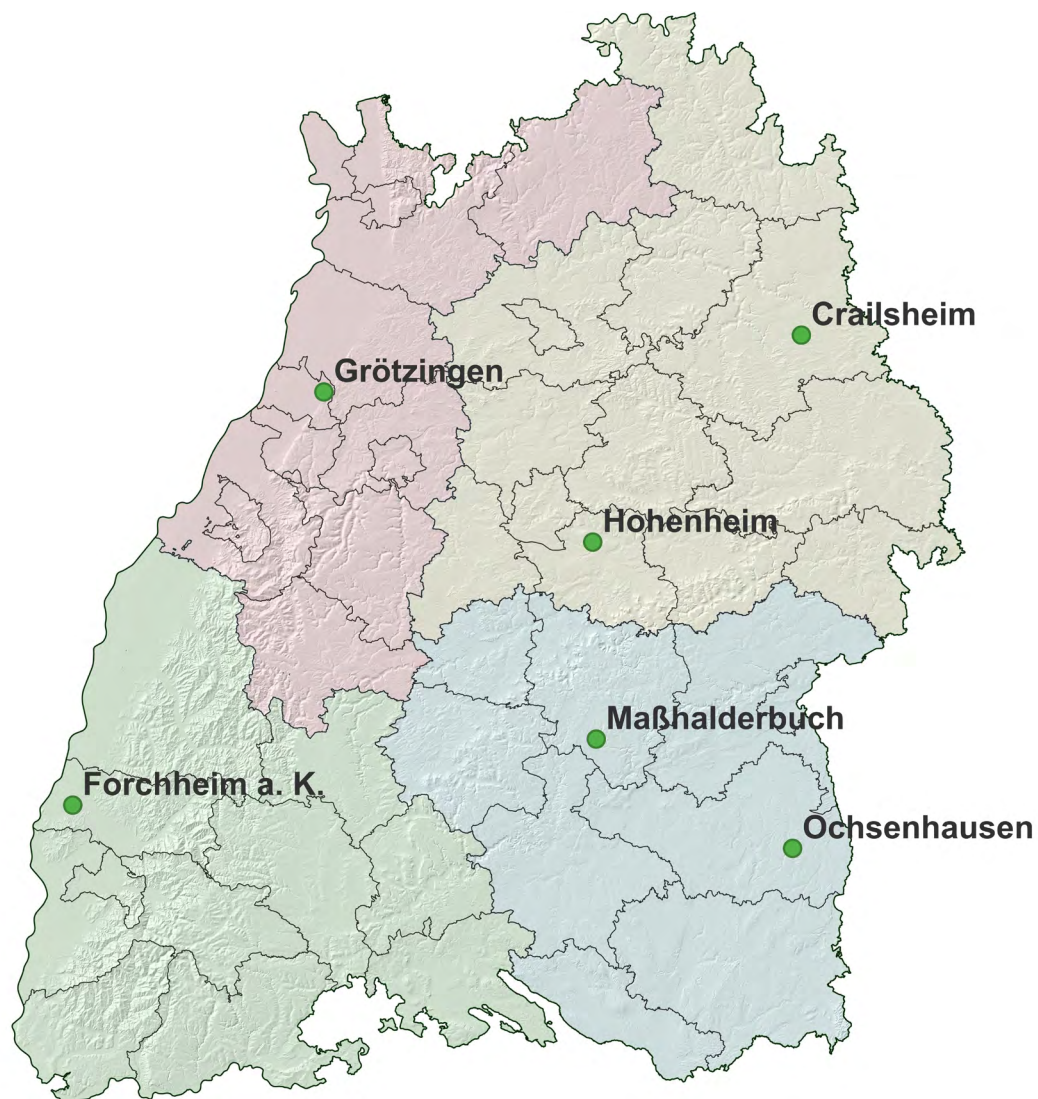 Crailsheim
Grötzingen
Hohenheim
Maßhalderbuch
Forchheim a. K.
Ochsenhausen